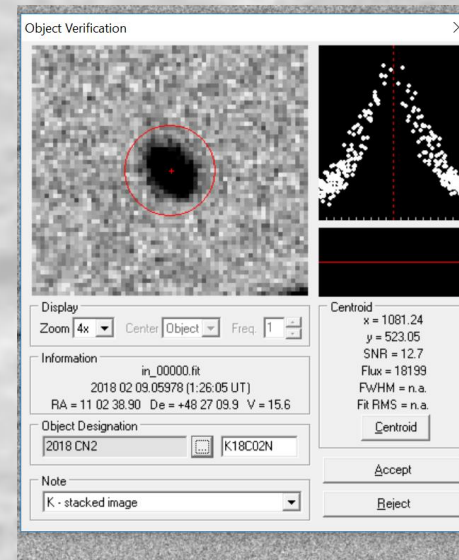 Object Verification
Display
Zoom 4x Center Object Freq. 1
Information
in_00000.fit
2018 02 09.05978 (1:26:05 UT)
RA = 11 02 38.90 De = +48 27 09.9 V = 15.6
Object Designation
2018 CN2 ... K18C02N
Note
K - stacked image
Centroid
x = 1081.24
y = 523.05
SNR = 12.7
Flux = 18199
FWHM = n.a.
Fit RMS = n.a.
Centroid
Accept
Reject